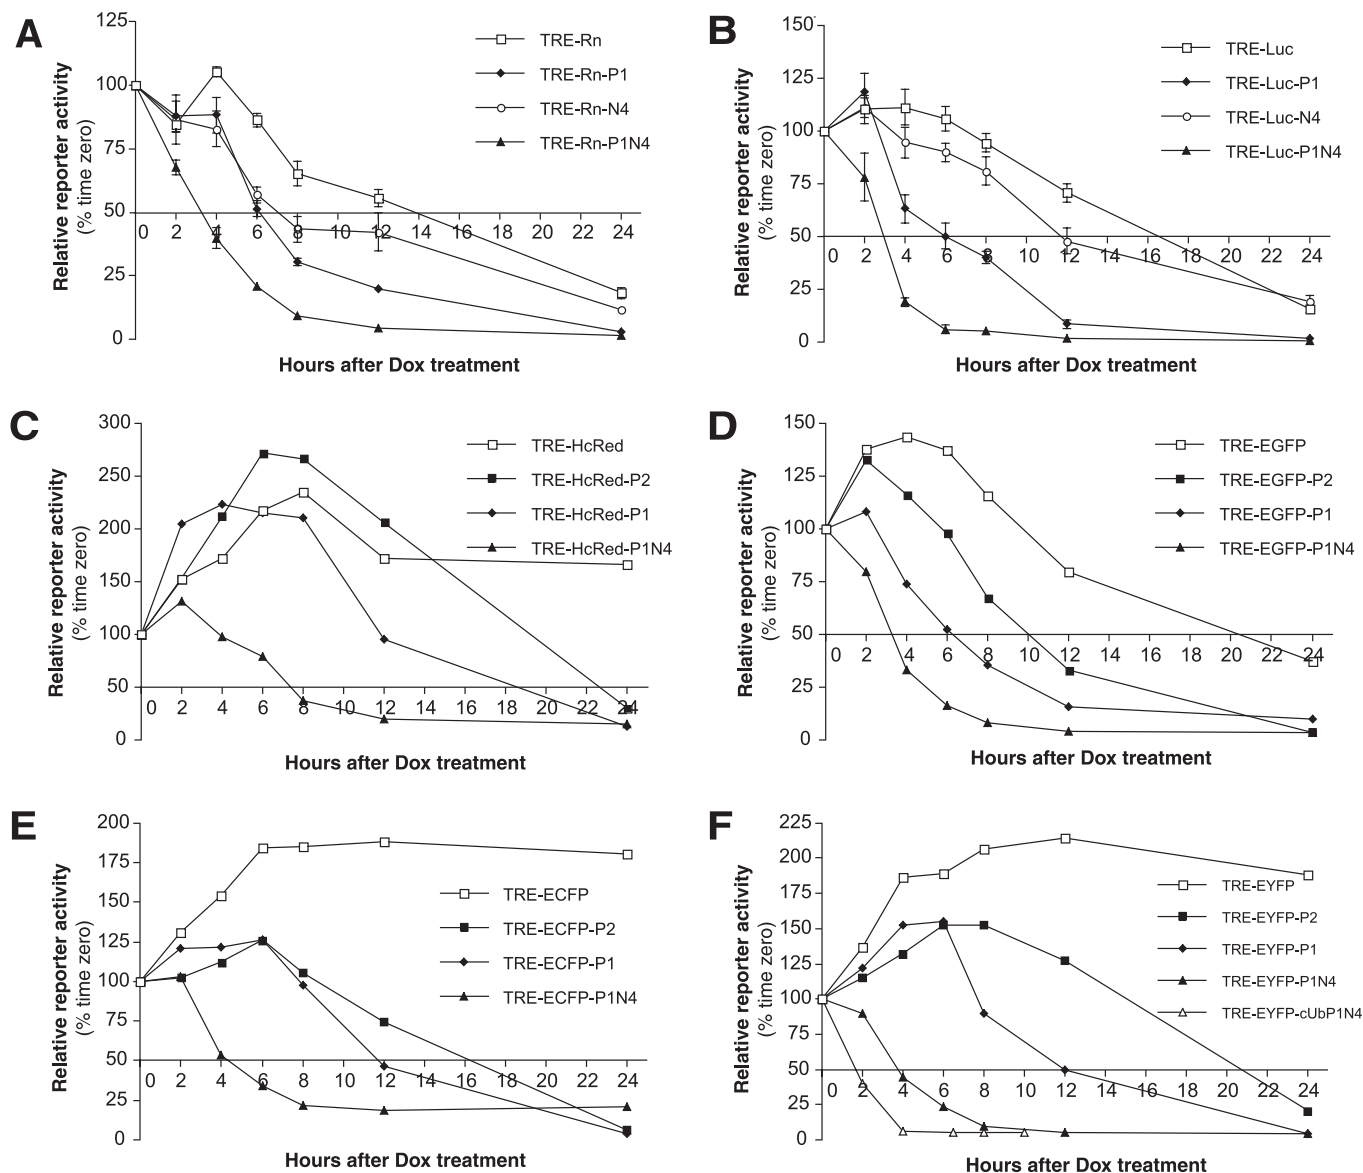 A
Relative reporter activity
(% time zero)
125
100
75
50
25
0
0 2 4 6 8 10 12 14 16 18 20 22 24
Hours after Dox treatment
TRE-Rn
TRE-Rn-P1
TRE-Rn-N4
TRE-Rn-P1N4
B
Relative reporter activity
(% time zero)
150
125
100
75
50
25
0
0 2 4 6 8 10 12 14 16 18 20 22 24
Hours after Dox treatment
TRE-Luc
TRE-Luc-P1
TRE-Luc-N4
TRE-Luc-P1N4
C
Relative reporter activity
(% time zero)
300
250
200
150
100
50
0
0 2 4 6 8 10 12 14 16 18 20 22 24
Hours after Dox treatment
TRE-HcRed
TRE-HcRed-P2
TRE-HcRed-P1
TRE-HcRed-P1N4
D
Relative reporter activity
(% time zero)
150
125
100
75
50
25
0
0 2 4 6 8 10 12 14 16 18 20 22 24
Hours after Dox treatment
TRE-EGFP
TRE-EGFP-P2
TRE-EGFP-P1
TRE-EGFP-P1N4
E
Relative reporter activity
(% time zero)
200
175
150
125
100
75
50
25
0
0 2 4 6 8 10 12 14 16 18 20 22 24
Hours after Dox treatment
TRE-ECFP
TRE-ECFP-P2
TRE-ECFP-P1
TRE-ECFP-P1N4
F
Relative reporter activity
(% time zero)
225
200
175
150
125
100
75
50
25
0
0 2 4 6 8 10 12 14 16 18 20 22 24
Hours after Dox treatment
TRE-EYFP
TRE-EYFP-P2
TRE-EYFP-P1
TRE-EYFP-P1N4
TRE-EYFP-cUbP1N4